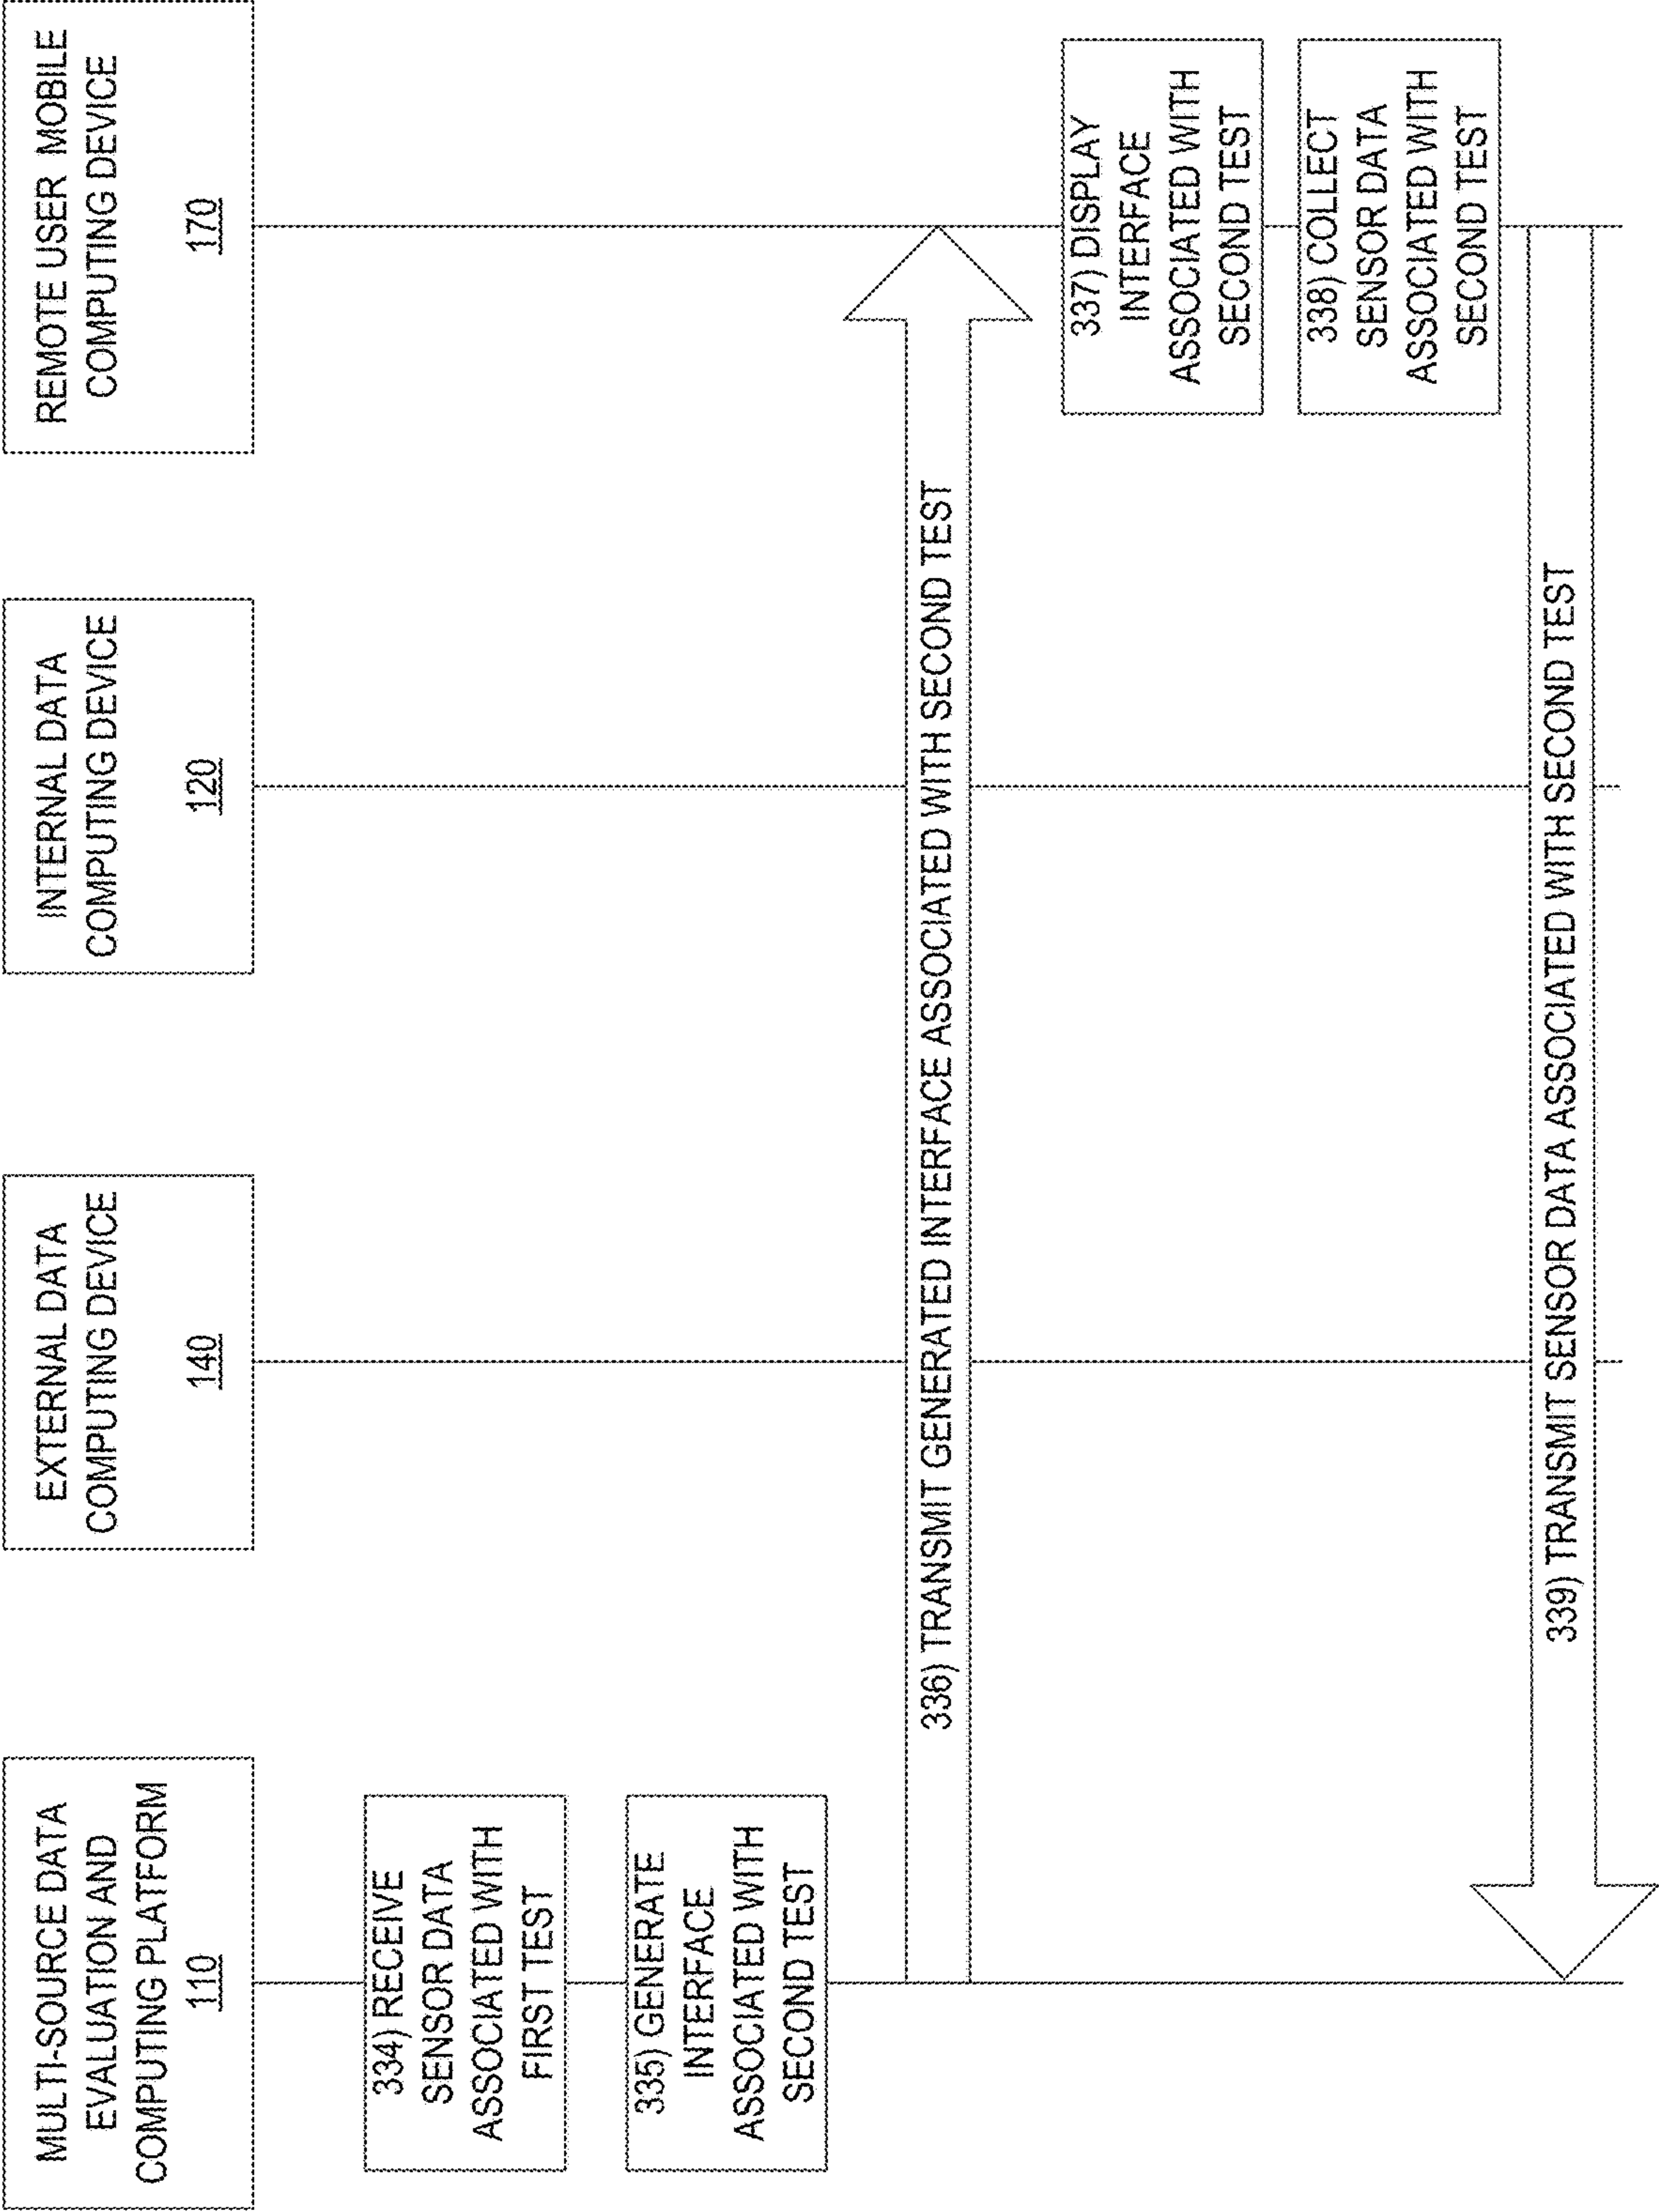 MULTI-SOURCE DATA
EVALUATION AND
COMPUTING PLATFORM
110
EXTERNAL DATA
COMPUTING DEVICE
140
INTERNAL DATA
COMPUTING DEVICE
120
REMOTE USER MOBILE
COMPUTING DEVICE
170
334) RECEIVE
SENSOR DATA
ASSOCIATED WITH
FIRST TEST
335) GENERATE
INTERFACE
ASSOCIATED WITH
SECOND TEST
336) TRANSMIT GENERATED INTERFACE ASSOCIATED WITH SECOND TEST
337) DISPLAY
INTERFACE
ASSOCIATED WITH
SECOND TEST
338) COLLECT
SENSOR DATA
ASSOCIATED WITH
SECOND TEST
339) TRANSMIT SENSOR DATA ASSOCIATED WITH SECOND TEST